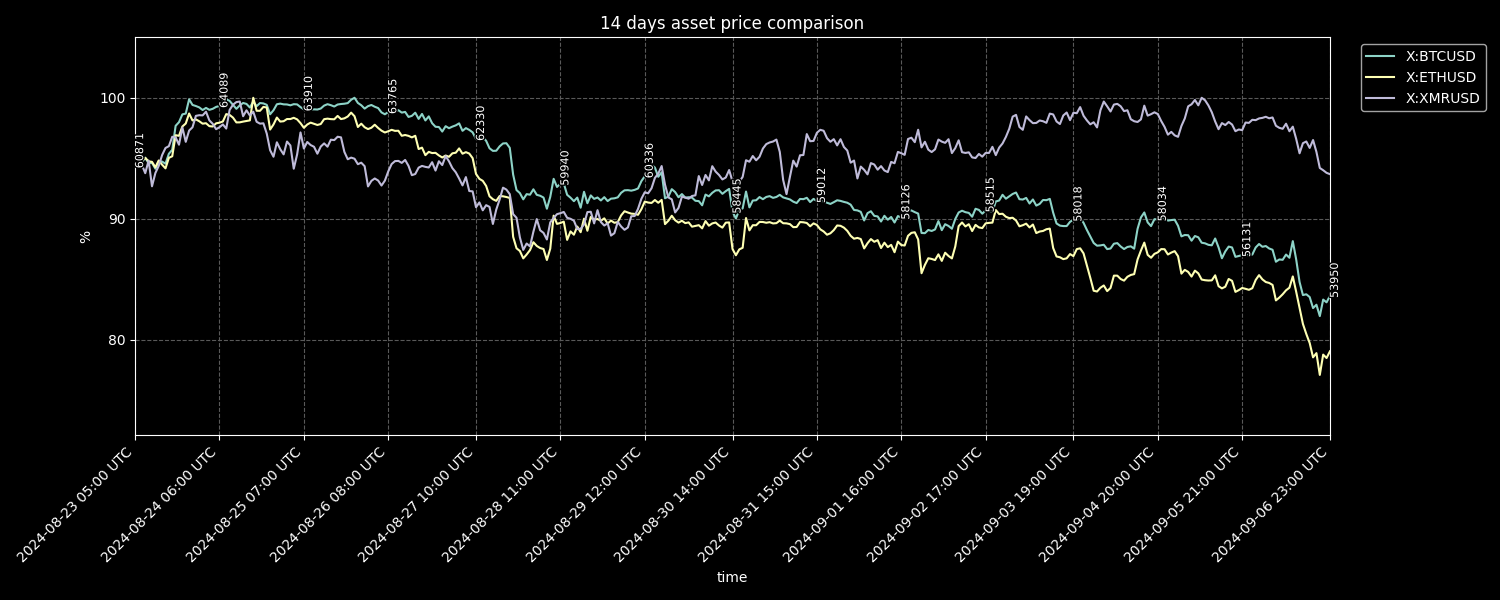 14 days asset price comparison
X:BTCUSD
X:ETHUSD
X:XMRUSD
100
90
80
%
60871
64089
63910
63765
62330
59940
60336
58445
59012
58126
58515
58018
58034
56131
53950
2024-08-23 05:00 UTC
2024-08-24 06:00 UTC
2024-08-25 07:00 UTC
2024-08-26 08:00 UTC
2024-08-27 10:00 UTC
2024-08-28 11:00 UTC
2024-08-29 12:00 UTC
2024-08-30 14:00 UTC
2024-08-31 15:00 UTC
2024-09-01 16:00 UTC
2024-09-02 17:00 UTC
2024-09-03 19:00 UTC
2024-09-04 20:00 UTC
2024-09-05 21:00 UTC
2024-09-06 23:00 UTC
time